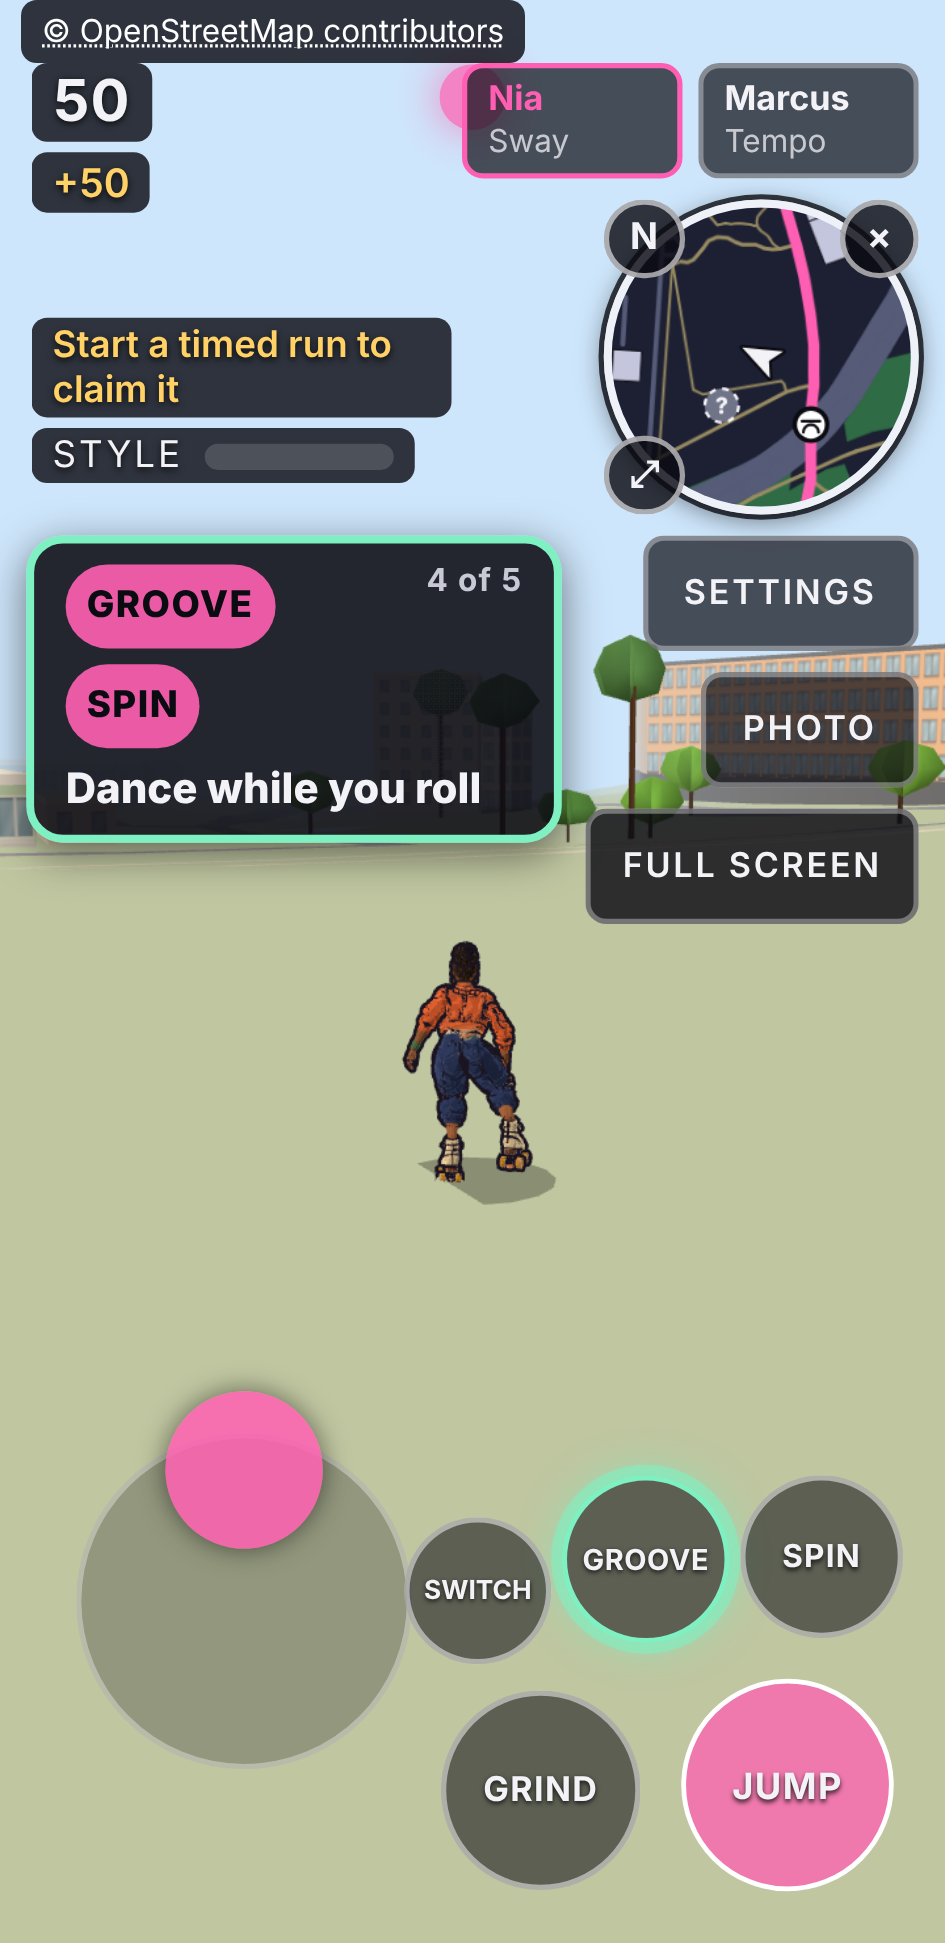 © OpenStreetMap contributors
50
+50
Nia
Sway
Marcus
Tempo
N
×
?
Start a timed run to
claim it
STYLE
GROOVE
4 of 5
SPIN
Dance while you roll
SETTINGS
PHOTO
FULL SCREEN
SWITCH
GROOVE
SPIN
GRIND
JUMP